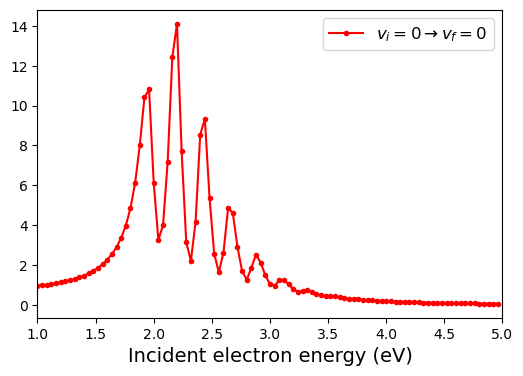 14
12
10
8
6
4
2
0
v_i = 0 → v_f = 0
1.0 1.5 2.0 2.5 3.0 3.5 4.0 4.5 5.0
Incident electron energy (eV)